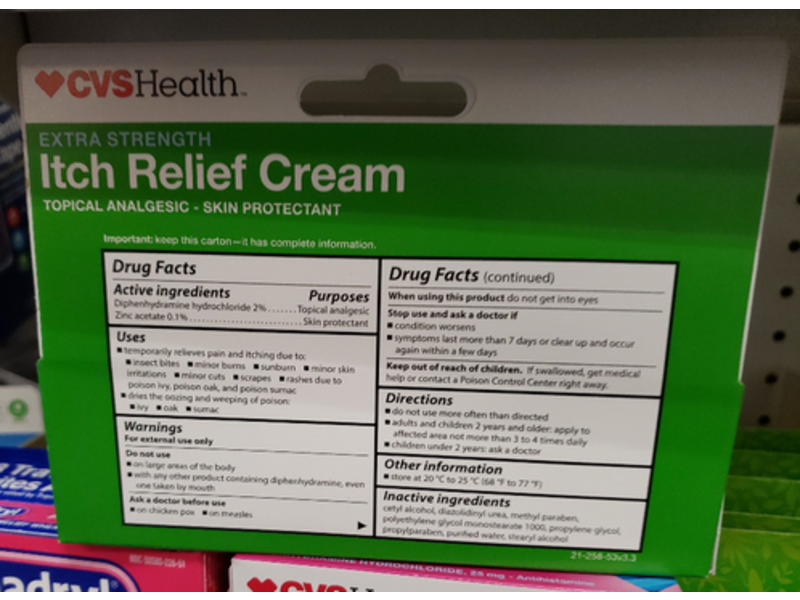 CVSHealth™
EXTRA STRENGTH
Itch Relief Cream
TOPICAL ANALGESIC - SKIN PROTECTANT
Important: keep this carton—it has complete information.
Drug Facts
Active ingredients Purposes
Diphenhydramine hydrochloride 2%.......Topical analgesic
Zinc acetate 0.1%..............................Skin protectant
Uses
▪ temporarily relieves pain and itching due to:
▪ insect bites ▪ minor burns ▪ sunburn ▪ minor skin
irritations ▪ minor cuts ▪ scrapes ▪ rashes due to
poison ivy, poison oak, and poison sumac
▪ dries the oozing and weeping of poison:
▪ ivy ▪ oak ▪ sumac
Warnings
For external use only
Do not use
▪ on large areas of the body
▪ with any other product containing diphenhydramine, even
one taken by mouth
Ask a doctor before use
▪ on chicken pox ▪ on measles
Drug Facts (continued)
When using this product do not get into eyes
Stop use and ask a doctor if
▪ condition worsens
▪ symptoms last more than 7 days or clear up and occur
again within a few days
Keep out of reach of children. If swallowed, get medical
help or contact a Poison Control Center right away.
Directions
▪ do not use more often than directed
▪ adults and children 2 years and older: apply to
affected area not more than 3 to 4 times daily
▪ children under 2 years: ask a doctor
Other information
▪ store at 20 °C to 25 °C (68 °F to 77 °F)
Inactive ingredients
cetyl alcohol, diazolidinyl urea, methyl paraben,
polyethylene glycol monostearate 1000, propylene glycol,
propylparaben, purified water, stearyl alcohol
21-258-53v3.3
adryl®
HYDROCHLORIDE, 25 mg - Antihistamine
CVS